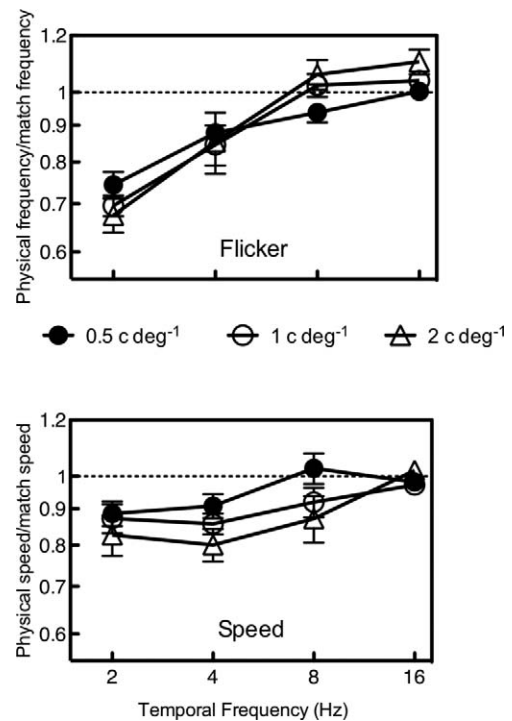 Physical frequency/match frequency
1.2
1
0.9
0.8
0.7
0.6
Flicker
0.5 c deg⁻¹ 1 c deg⁻¹ 2 c deg⁻¹
Physical speed/match speed
1.2
1
0.9
0.8
0.7
0.6
Speed
2 4 8 16
Temporal Frequency (Hz)